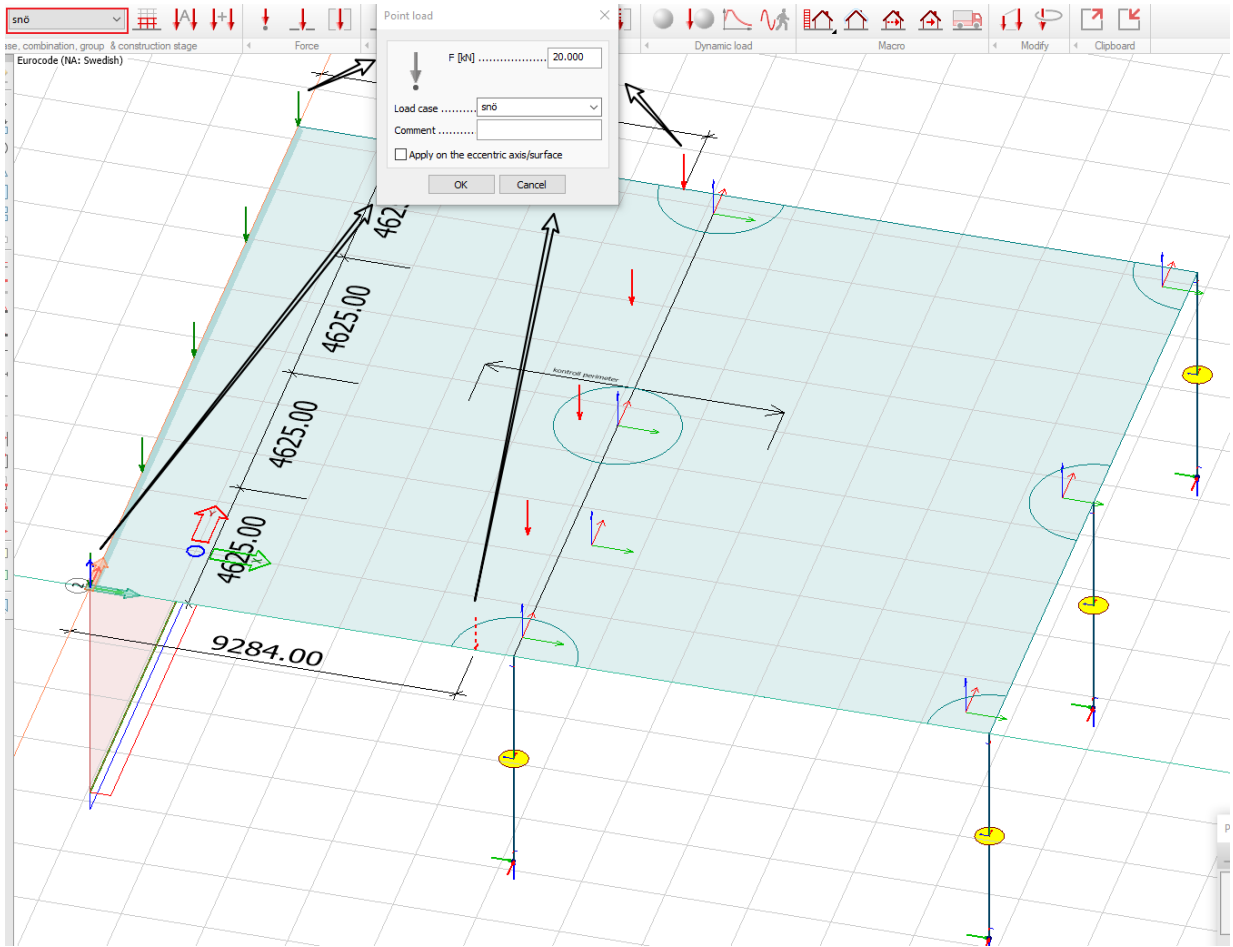 snö
ase, combination, group & construction stage
Force
Dynamic load
Macro
Modify
Clipboard
Eurocode (NA: Swedish)
Point load
F [kN]
20.000
Load case
snö
Comment
Apply on the eccentric axis/surface
OK
Cancel
4625.00
4625.00
4625.00
kontroll perimeter
9284.00
X
2